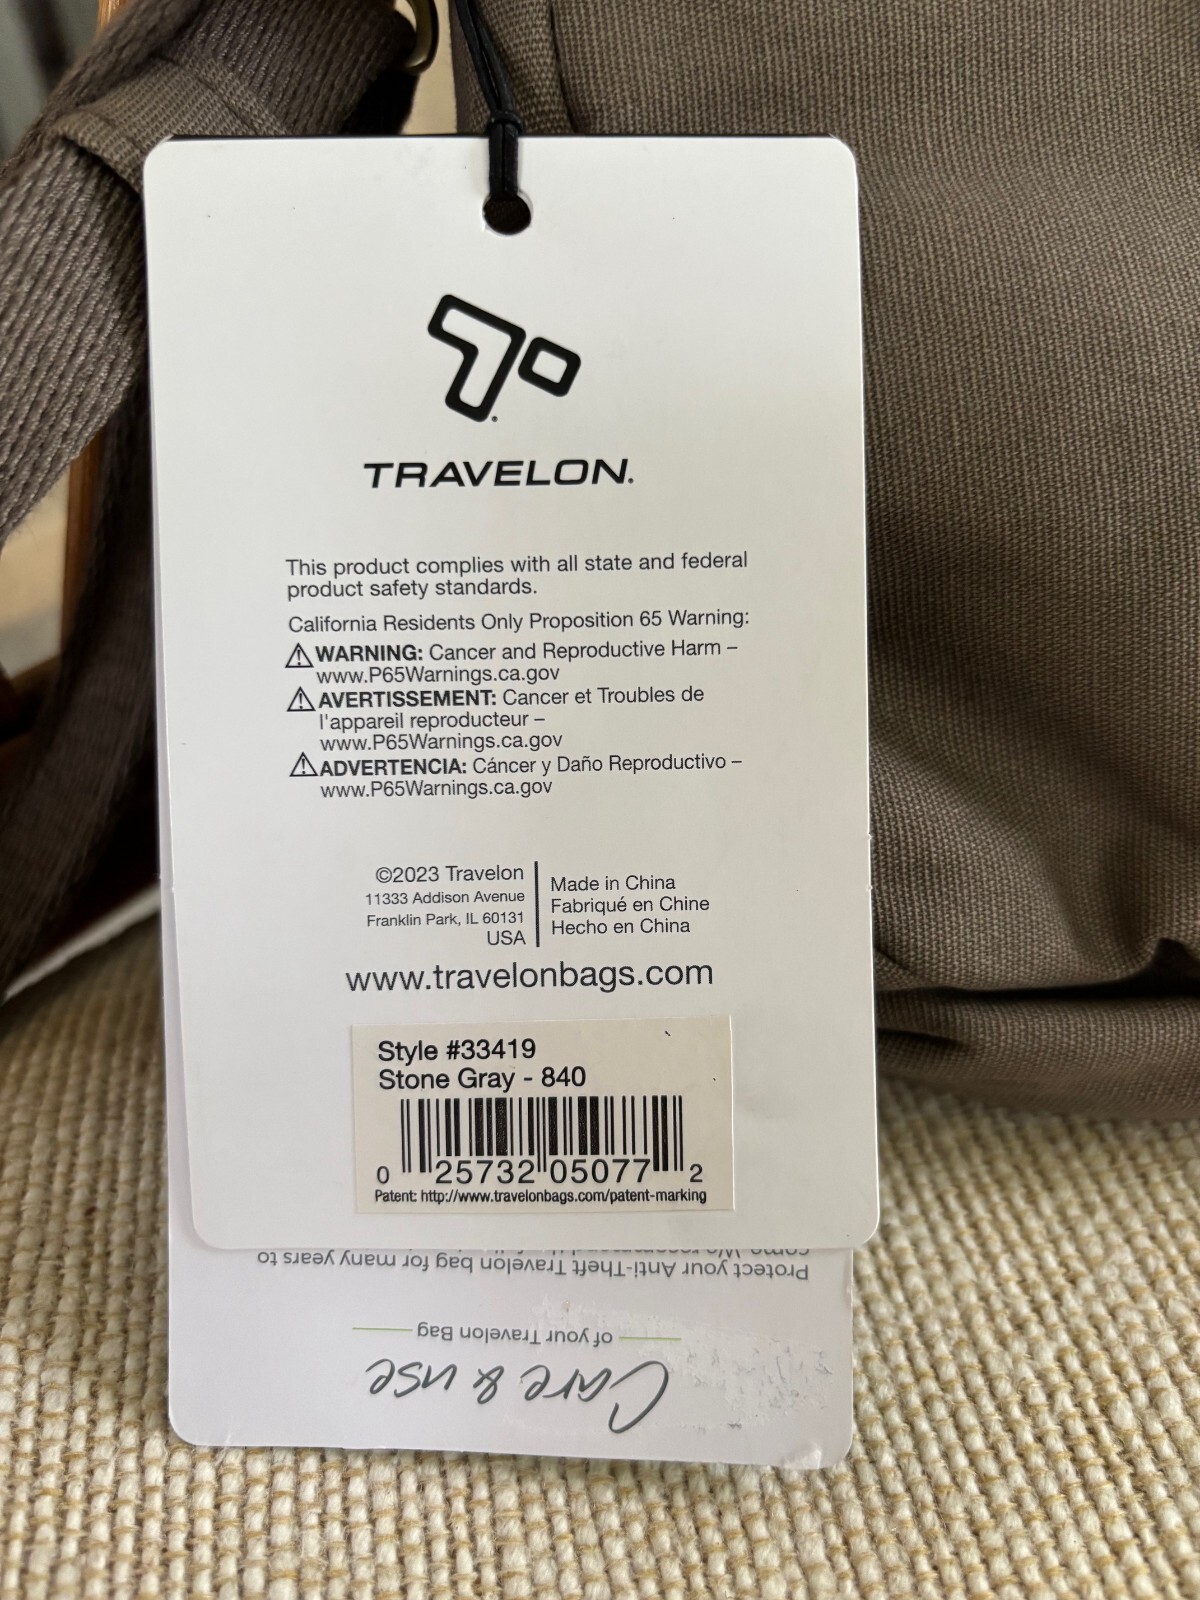 TRAVELON.
This product complies with all state and federal
product safety standards.
California Residents Only Proposition 65 Warning:
⚠ WARNING: Cancer and Reproductive Harm –
www.P65Warnings.ca.gov
⚠ AVERTISSEMENT: Cancer et Troubles de
l'appareil reproducteur –
www.P65Warnings.ca.gov
⚠ ADVERTENCIA: Cáncer y Daño Reproductivo –
www.P65Warnings.ca.gov
©2023 Travelon
11333 Addison Avenue
Franklin Park, IL 60131
USA
Made in China
Fabriqué en Chine
Hecho en China
www.travelonbags.com
Style #33419
Stone Gray - 840
0 25732 05077 2
Patent: http://www.travelonbags.com/patent-marking
Care & use
of your Travelon Bag
Protect your Anti-Theft Travelon bag for many years to